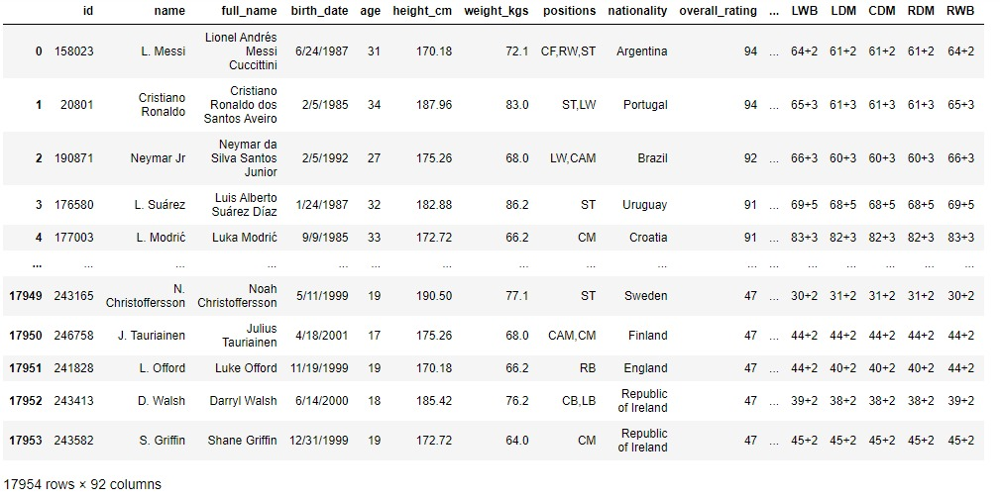 id name full_name birth_date age height_cm weight_kgs positions nationality overall_rating ... LWB LDM CDM RDM RWB
Lionel Andrés
0 158023 L. Messi Messi 6/24/1987 31 170.18 72.1 CF,RW,ST Argentina 94 ... 64+2 61+2 61+2 61+2 64+2
Cuccittini
Cristiano
1 20801 Cristiano Ronaldo Ronaldo dos 2/5/1985 34 187.96 83.0 ST,LW Portugal 94 ... 65+3 61+3 61+3 61+3 65+3
Santos Aveiro
Neymar da
2 190871 Neymar Jr Silva Santos 2/5/1992 27 175.26 68.0 LW,CAM Brazil 92 ... 66+3 60+3 60+3 60+3 66+3
Junior
3 176580 L. Suárez Luis Alberto Suárez Díaz 1/24/1987 32 182.88 86.2 ST Uruguay 91 ... 69+5 68+5 68+5 68+5 69+5
4 177003 L. Modrić Luka Modrić 9/9/1985 33 172.72 66.2 CM Croatia 91 ... 83+3 82+3 82+3 82+3 83+3
... ... ... ... ... ... ... ... ... ... ... ... ... ... ... ... ...
17949 243165 N. Christoffersson Noah Christoffersson 5/11/1999 19 190.50 77.1 ST Sweden 47 ... 30+2 31+2 31+2 31+2 30+2
17950 246758 J. Tauriainen Julius Tauriainen 4/18/2001 17 175.26 68.0 CAM,CM Finland 47 ... 44+2 44+2 44+2 44+2 44+2
17951 241828 L. Offord Luke Offord 11/19/1999 19 170.18 66.2 RB England 47 ... 44+2 40+2 40+2 40+2 44+2
17952 243413 D. Walsh Darryl Walsh 6/14/2000 18 185.42 76.2 CB,LB Republic of Ireland 47 ... 39+2 38+2 38+2 38+2 39+2
17953 243582 S. Griffin Shane Griffin 12/31/1999 19 172.72 64.0 CM Republic of Ireland 47 ... 45+2 45+2 45+2 45+2 45+2
17954 rows × 92 columns